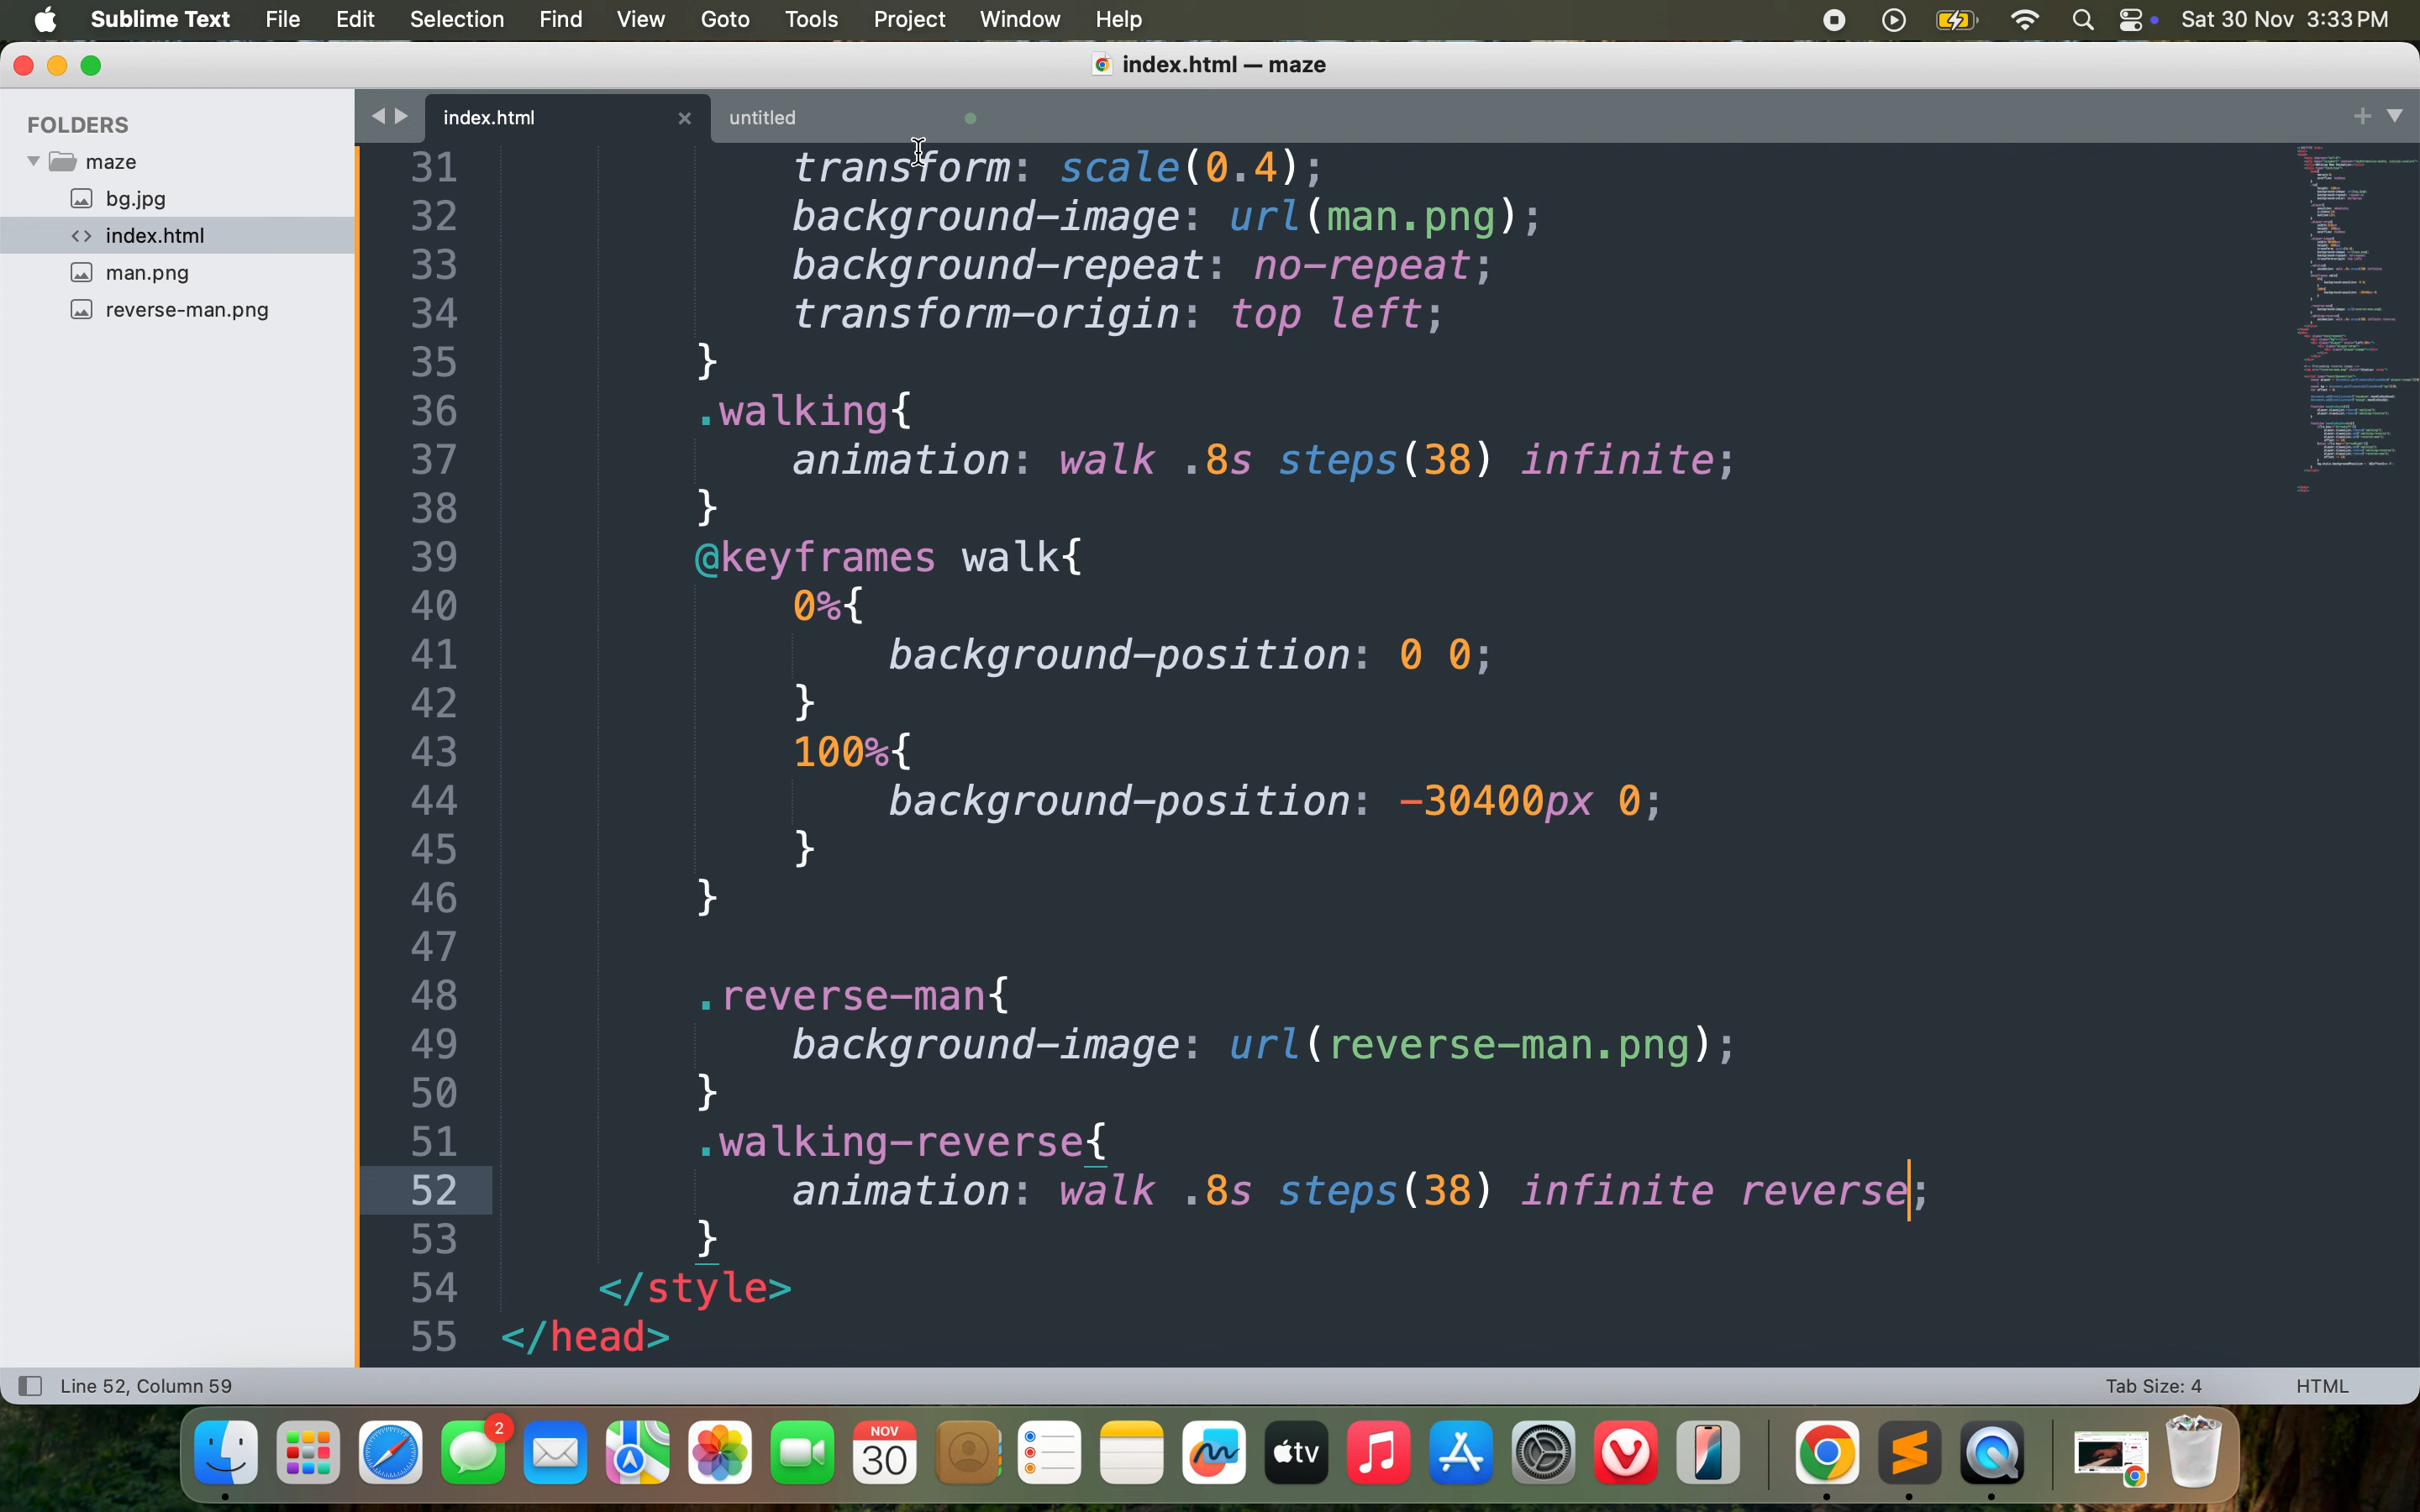 Sublime Text File Edit Selection Find View Goto Tools Project Window Help Sat 30 Nov 3:33 PM
index.html — maze
FOLDERS
maze
bg.jpg
index.html
man.png
reverse-man.png
index.html untitled
31 transform: scale(0.4);
32 background-image: url(man.png);
33 background-repeat: no-repeat;
34 transform-origin: top left;
35 }
36 .walking{
37 animation: walk .8s steps(38) infinite;
38 }
39 @keyframes walk{
40 0%{
41 background-position: 0 0;
42 }
43 100%{
44 background-position: -30400px 0;
45 }
46 }
47
48 .reverse-man{
49 background-image: url(reverse-man.png);
50 }
51 .walking-reverse{
52 animation: walk .8s steps(38) infinite reverse;
53 }
54 </style>
55 </head>
Line 52, Column 59 Tab Size: 4 HTML
2
NOV
30
tv